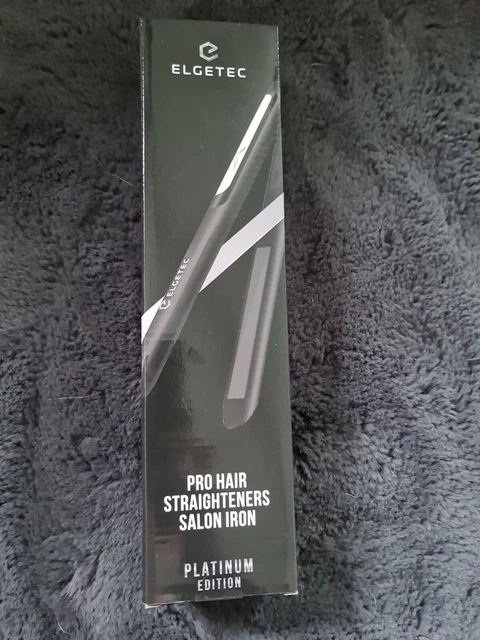 ELGETEC
ELGETEC
PRO HAIR
STRAIGHTENERS
SALON IRON
PLATINUM
EDITION